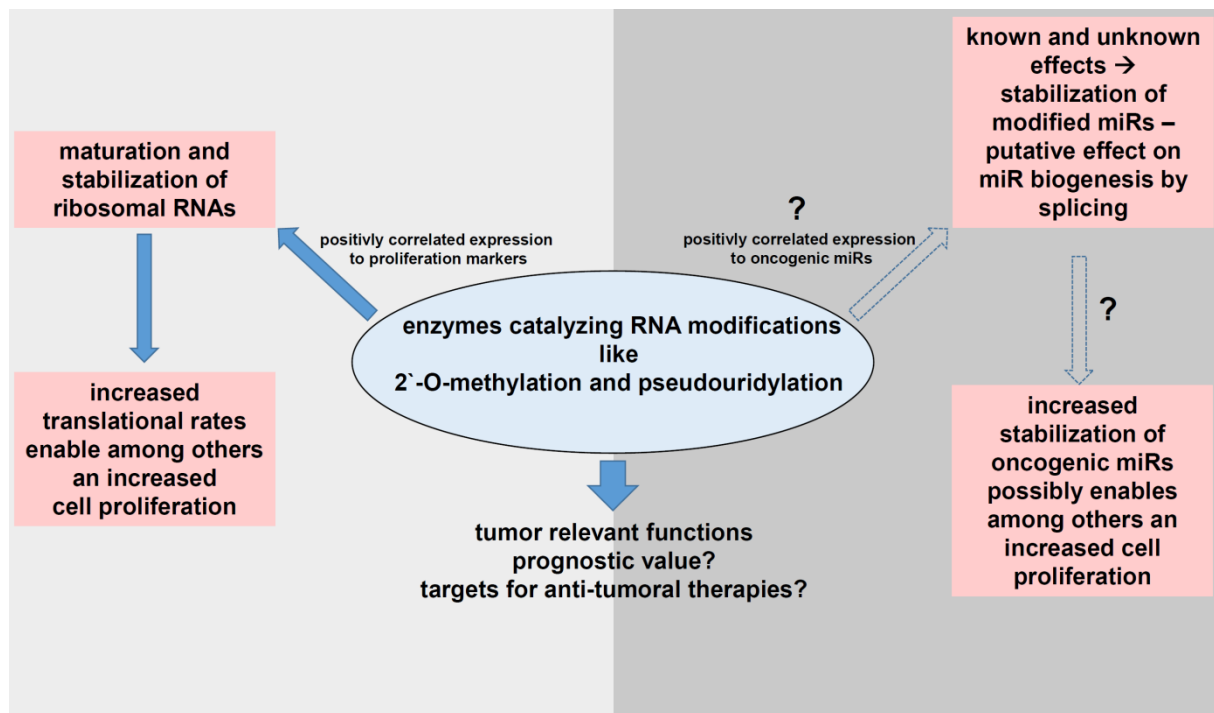 maturation and
stabilization of
ribosomal RNAs
positivly correlated expression
to proliferation markers
increased
translational rates
enable among others
an increased
cell proliferation
enzymes catalyzing RNA modifications
like
2`-O-methylation and pseudouridylation
tumor relevant functions
prognostic value?
targets for anti-tumoral therapies?
?
positivly correlated expression
to oncogenic miRs
known and unknown
effects →
stabilization of
modified miRs –
putative effect on
miR biogenesis by
splicing
?
increased
stabilization of
oncogenic miRs
possibly enables
among others an
increased cell
proliferation